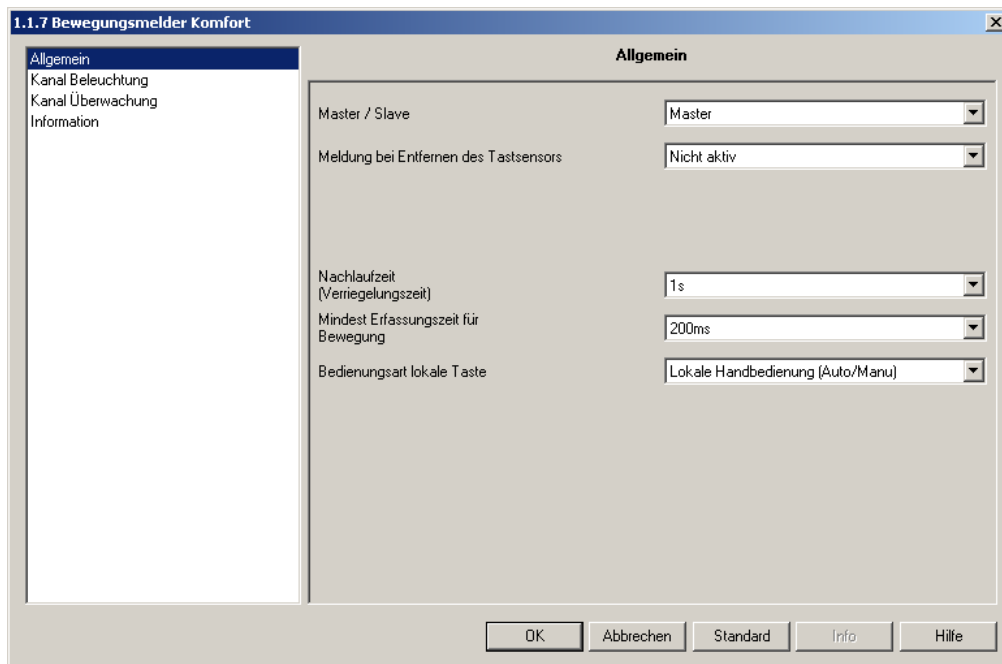 1.1.7 Bewegungsmelder Komfort
Allgemein
Kanal Beleuchtung
Kanal Überwachung
Information
Allgemein
Master / Slave
Master
Meldung bei Entfernen des Tastsensors
Nicht aktiv
Nachlaufzeit
(Verriegelungszeit)
1s
Mindest Erfassungszeit für
Bewegung
200ms
Bedienungsart lokale Taste
Lokale Handbedienung (Auto/Manu)
OK
Abbrechen
Standard
Info
Hilfe